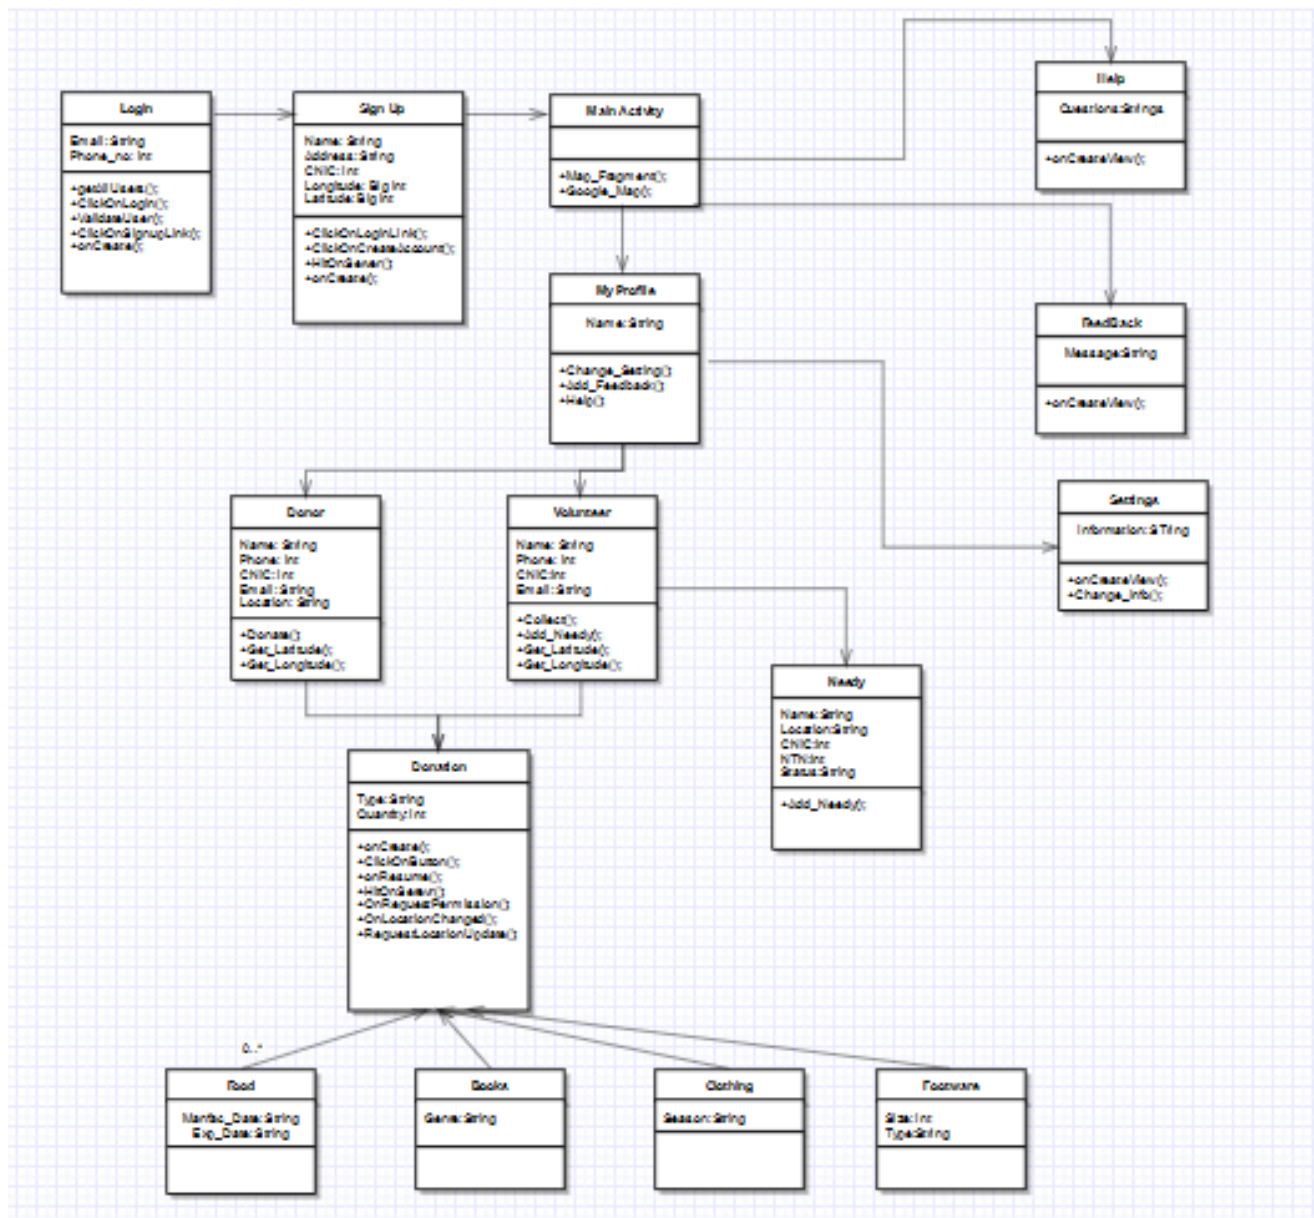 Login
Email: String
Phone_no: Int
+getAllUsers();
+ClickOnLogin();
+ValidateUser();
+ClickOnSignupLink();
+onCreate();
Sign Up
Name: String
Address: String
CNIC: Int
Longitude: Big Int
Latitude: Big Int
+ClickOnLoginLink();
+ClickOnCreateAccount();
+HitOnServer()
+onCreate();
Main Activity
+Map_Fragment();
+Google_Map();
Help
Questions:Strings
+onCreateView();
My Profile
Name: String
+Change_Setting()
+Add_Feedback()
+Help()
FeedBack
Message:String
+onCreateView();
Settings
Information: STring
+onCreateView();
+Change_Info();
Donor
Name: String
Phone: Int
CNIC: Int
Email: String
Location: String
+Donate()
+Get_Latitude();
+Get_Longitude();
Volunteer
Name: String
Phone: Int
CNIC:Int
Email: String
+Collect();
+Add_Needy();
+Get_Latitude();
+Get_Longitude();
Needy
Name: String
Location:String
CNIC:Int
NTN:Int
Status:String
+Add_Needy();
Donation
Type: String
Quantity: Int
+onCreate();
+ClickOnButton();
+onResume();
+OnRequestPermission()
+OnLocationChanged();
+RequestLocationUpdate()
0..*
Food
Manfac_Date: String
Exp_Date: String
Books
Genre: String
Clothing
Season: String
Footware
Size: Int
Type:String